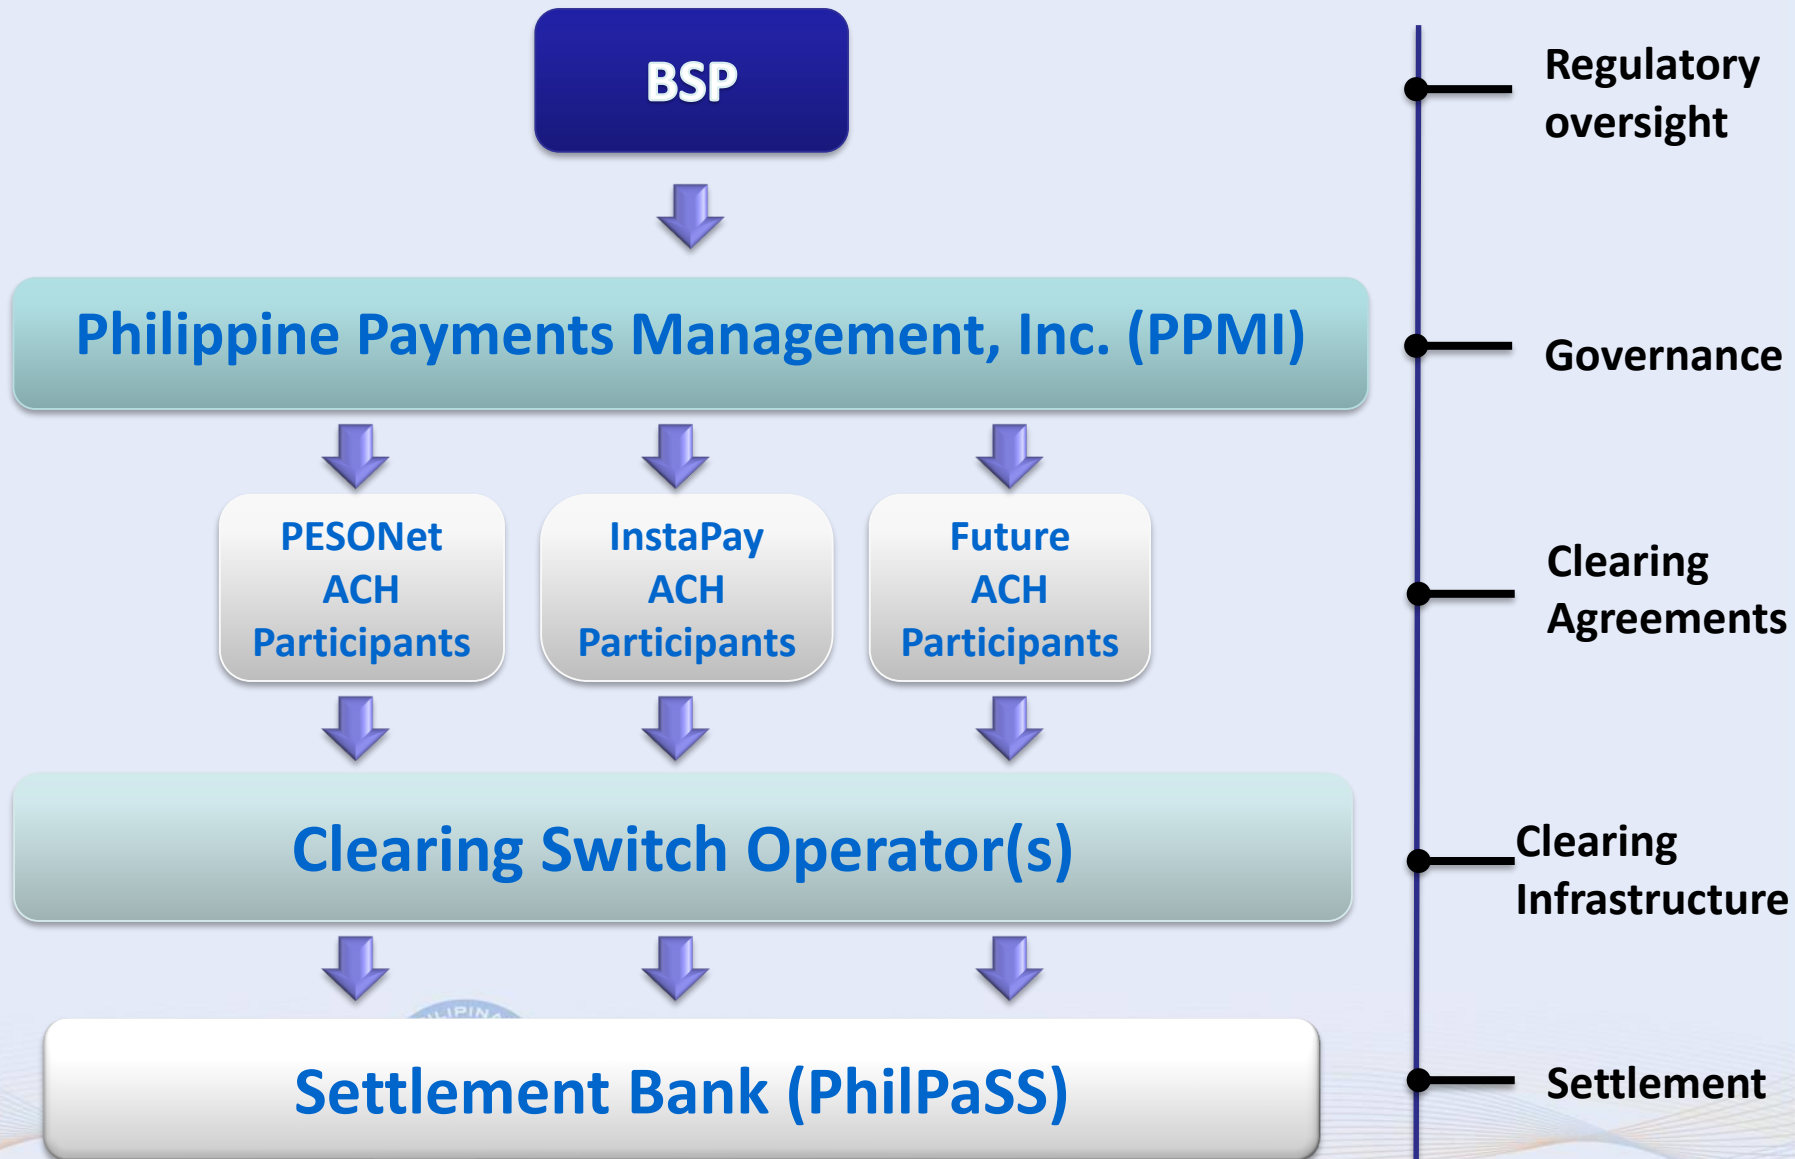 BSP
Regulatory
oversight
Philippine Payments Management, Inc. (PPMI)
Governance
PESONet
ACH
Participants
InstaPay
ACH
Participants
Future
ACH
Participants
Clearing
Agreements
Clearing Switch Operator(s)
Clearing
Infrastructure
Settlement Bank (PhilPaSS)
Settlement